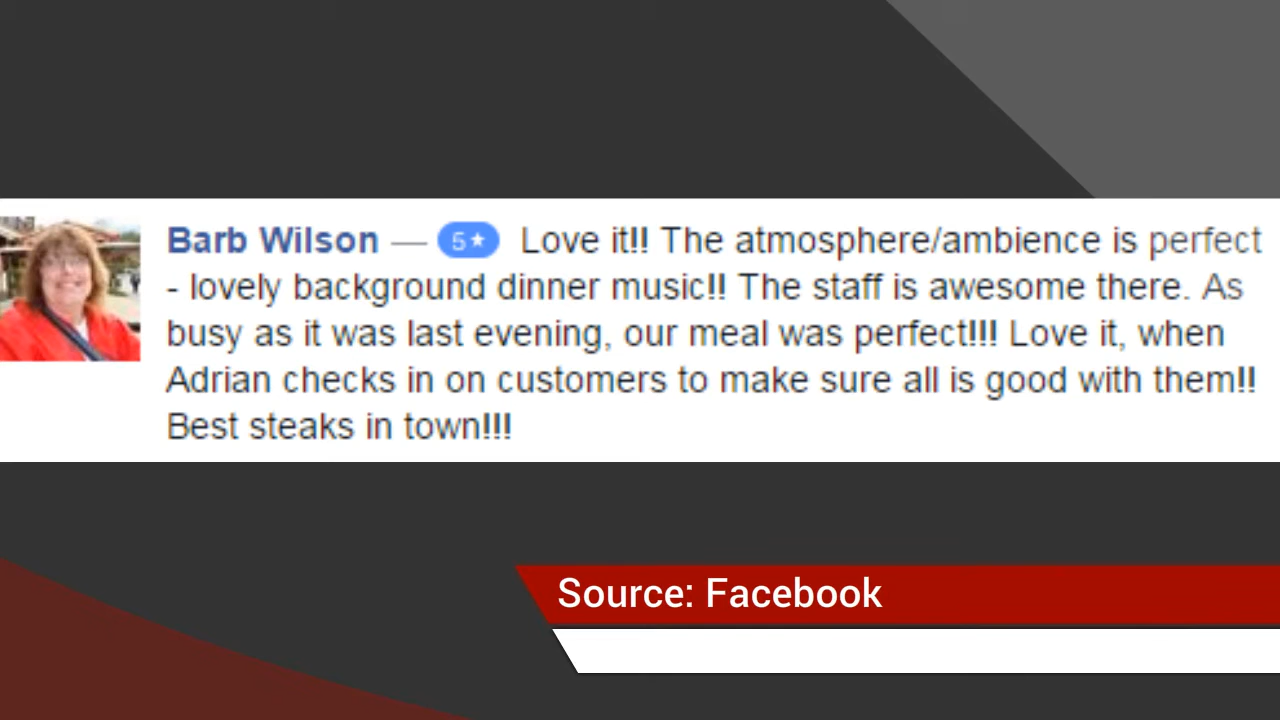 Barb Wilson — 5★ Love it!! The atmosphere/ambience is perfect
- lovely background dinner music!! The staff is awesome there. As
busy as it was last evening, our meal was perfect!!! Love it, when
Adrian checks in on customers to make sure all is good with them!!
Best steaks in town!!!
Source: Facebook